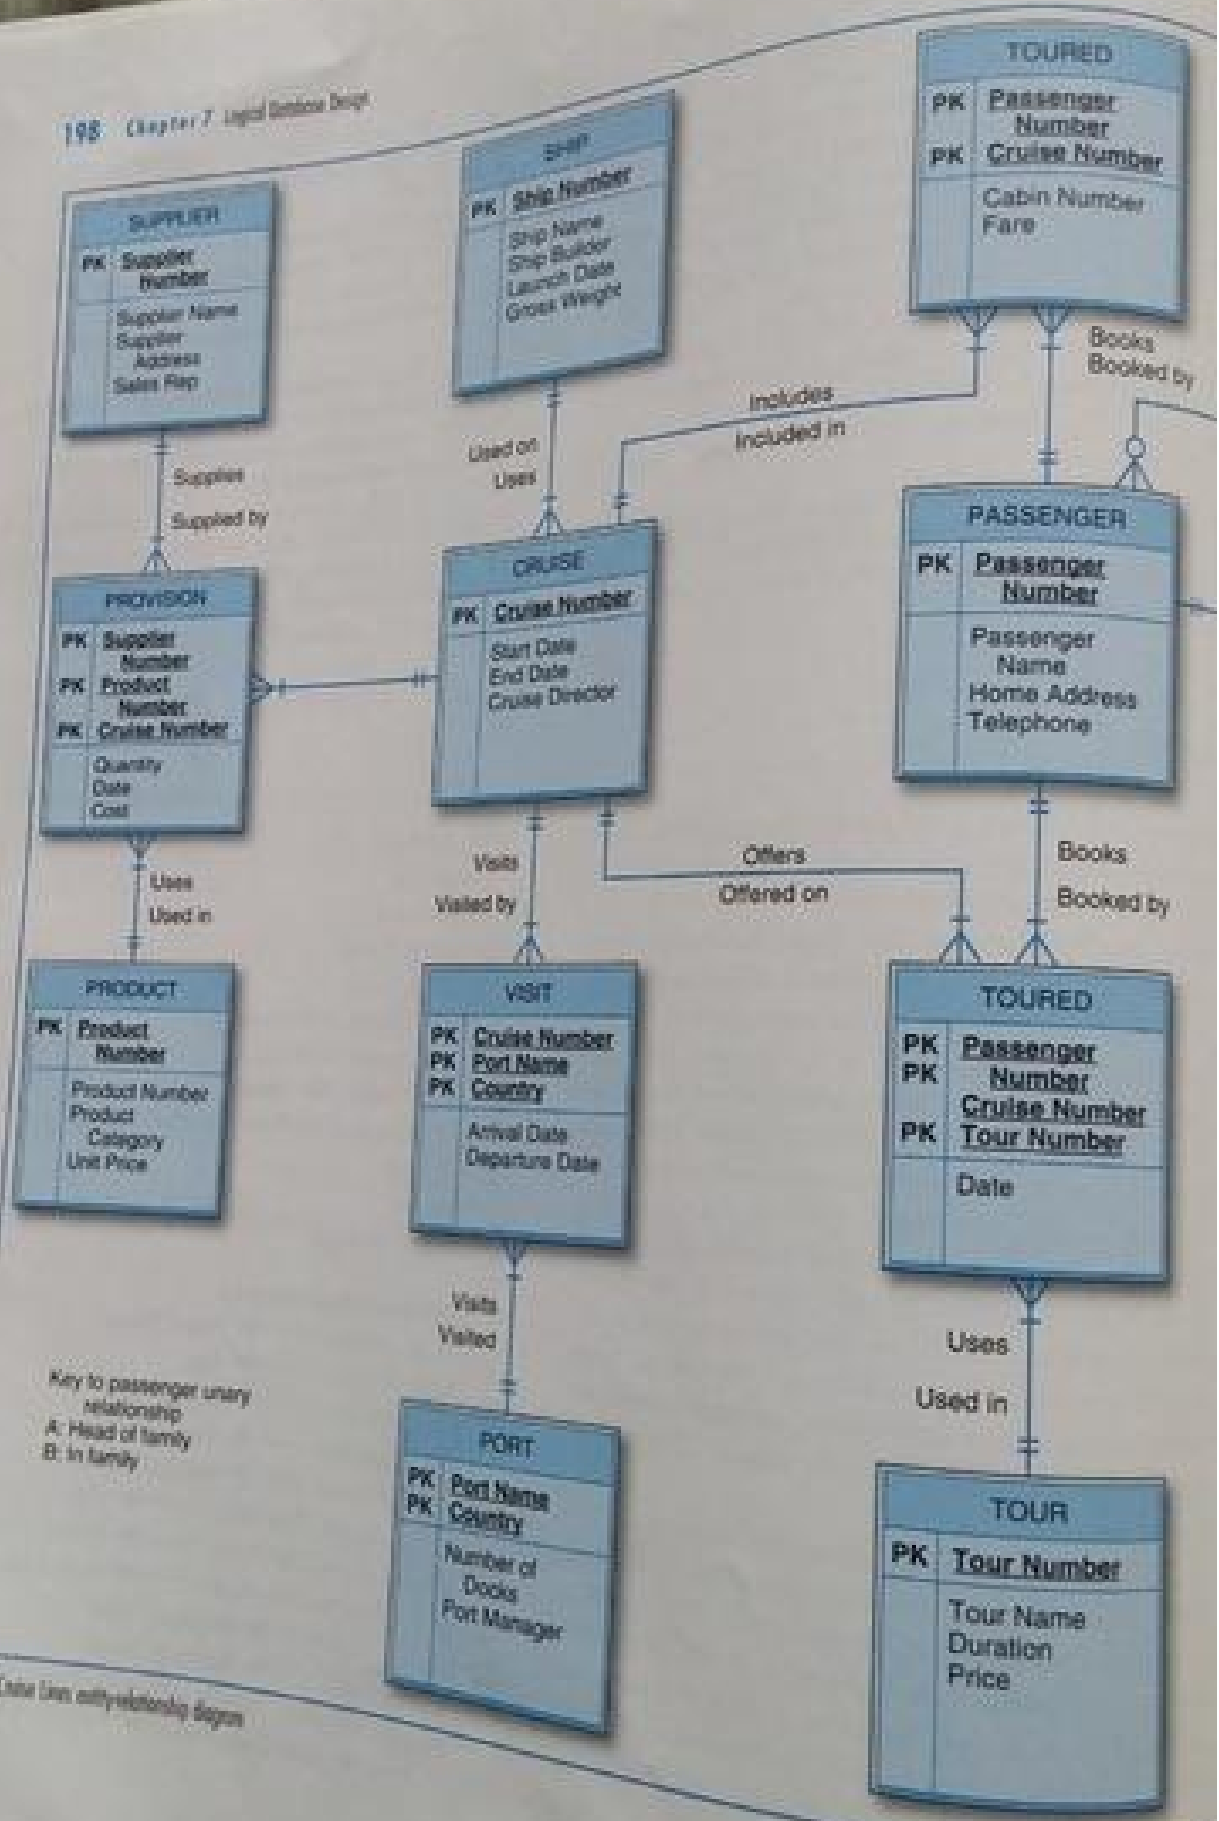 198 Chapter 7 Logical Database Design
SUPPLIER
PK Supplier
Number
Supplier Name
Supplier
Address
Sales Rep
Supplies
Supplied by
PROVISION
PK Supplier
Number
PK Product
Number
PK Cruise Number
Quantity
Date
Cost
Uses
Used in
PRODUCT
PK Product
Number
Product Number
Product
Category
Unit Price
Key to passenger unary
relationship
A: Head of family
B: In family
SHIP
PK Ship Number
Ship Name
Ship Builder
Launch Date
Gross Weight
Used on
Uses
CRUISE
PK Cruise Number
Start Date
End Date
Cruise Director
Visits
Visited by
VISIT
PK Cruise Number
PK Port Name
PK Country
Arrival Date
Departure Date
Visits
Visited
PORT
PK Port Name
PK Country
Number of
Docks
Port Manager
Includes
Included in
Offers
Offered on
TOURED
PK Passenger
Number
PK Cruise Number
Cabin Number
Fare
Books
Booked by
PASSENGER
PK Passenger
Number
Passenger
Name
Home Address
Telephone
Books
Booked by
TOURED
PK Passenger
PK Number
Cruise Number
PK Tour Number
Date
Uses
Used in
TOUR
PK Tour Number
Tour Name
Duration
Price
Cruise Lines entity-relationship diagram